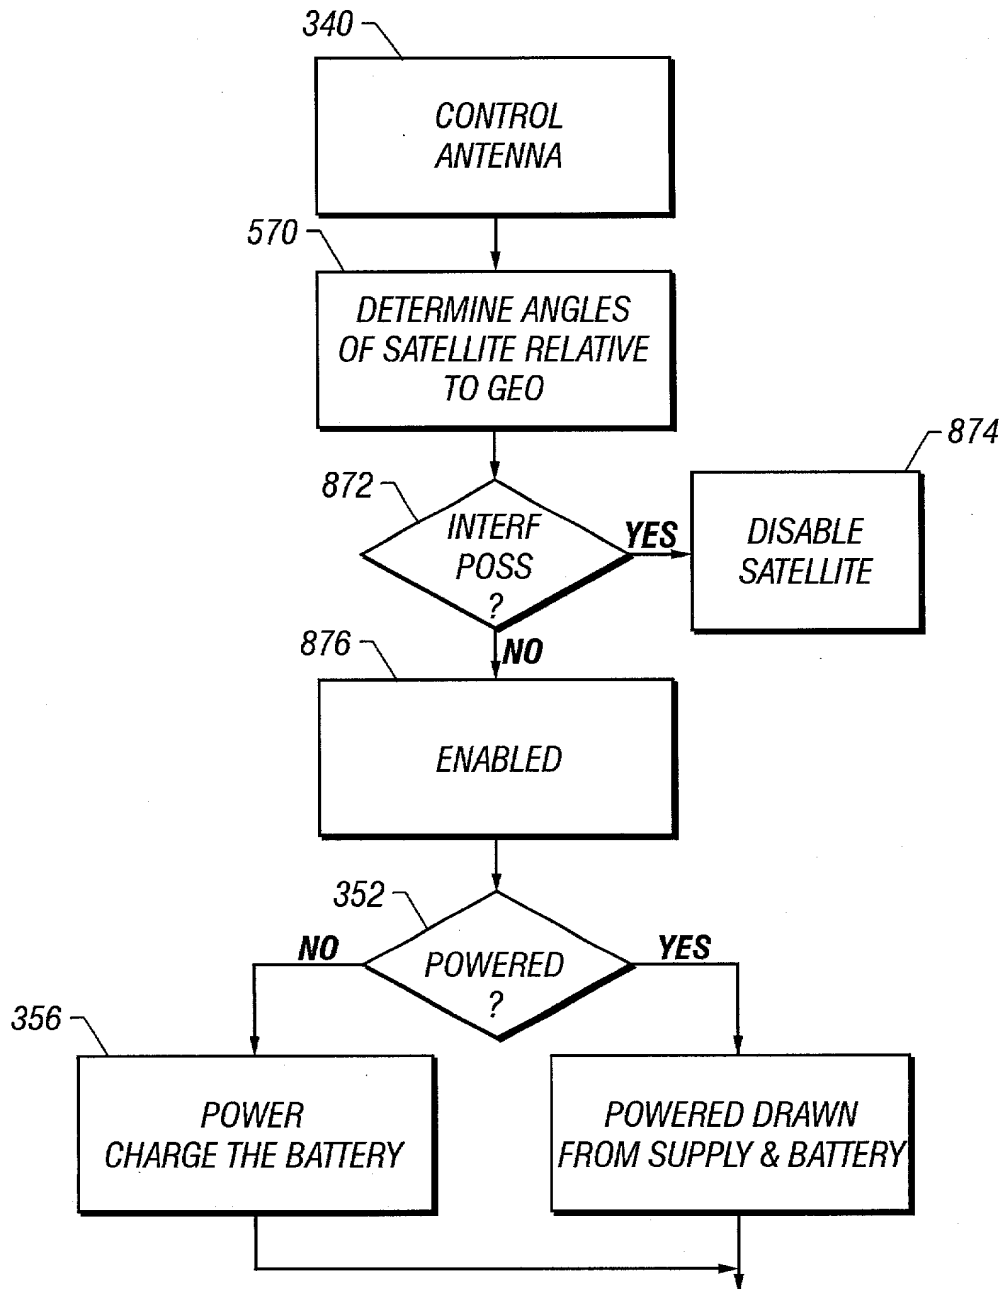 340
CONTROL
ANTENNA
570
DETERMINE ANGLES
OF SATELLITE RELATIVE
TO GEO
872
INTERF
POSS
?
YES
874
DISABLE
SATELLITE
NO
876
ENABLED
352
POWERED
?
NO
YES
356
POWER
CHARGE THE BATTERY
POWERED DRAWN
FROM SUPPLY & BATTERY